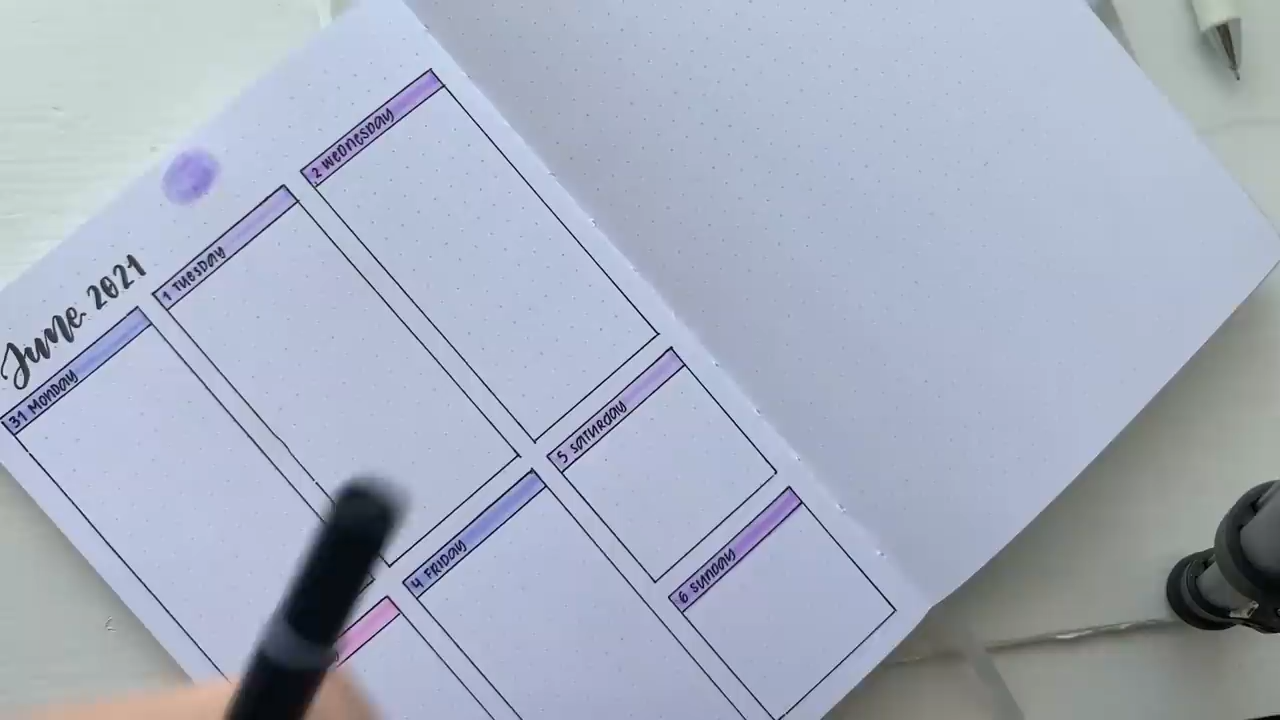 June 2021
31 MONDAY
1 TUESDAY
2 WEDNESDAY
4 FRIDAY
5 SATURDAY
6 SUNDAY